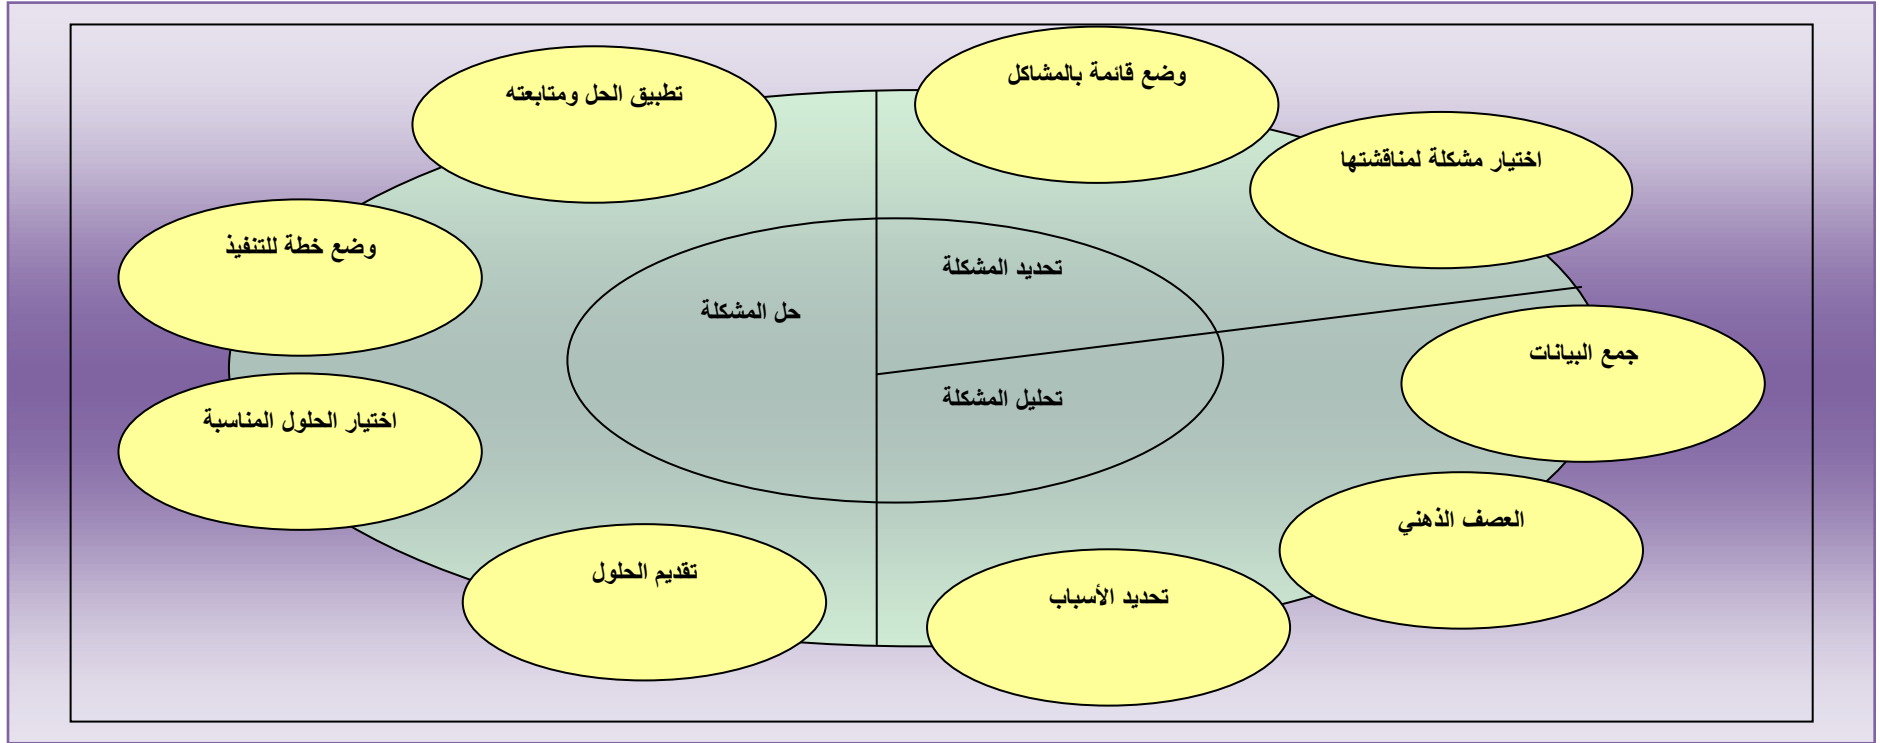 وضع قائمة بالمشاكل
تطبيق الحل ومتابعته
اختيار مشكلة لمناقشتها
وضع خطة للتنفيذ
تحديد المشكلة
حل المشكلة
جمع البيانات
تحليل المشكلة
اختيار الحلول المناسبة
العصف الذهني
تقديم الحلول
تحديد الأسباب